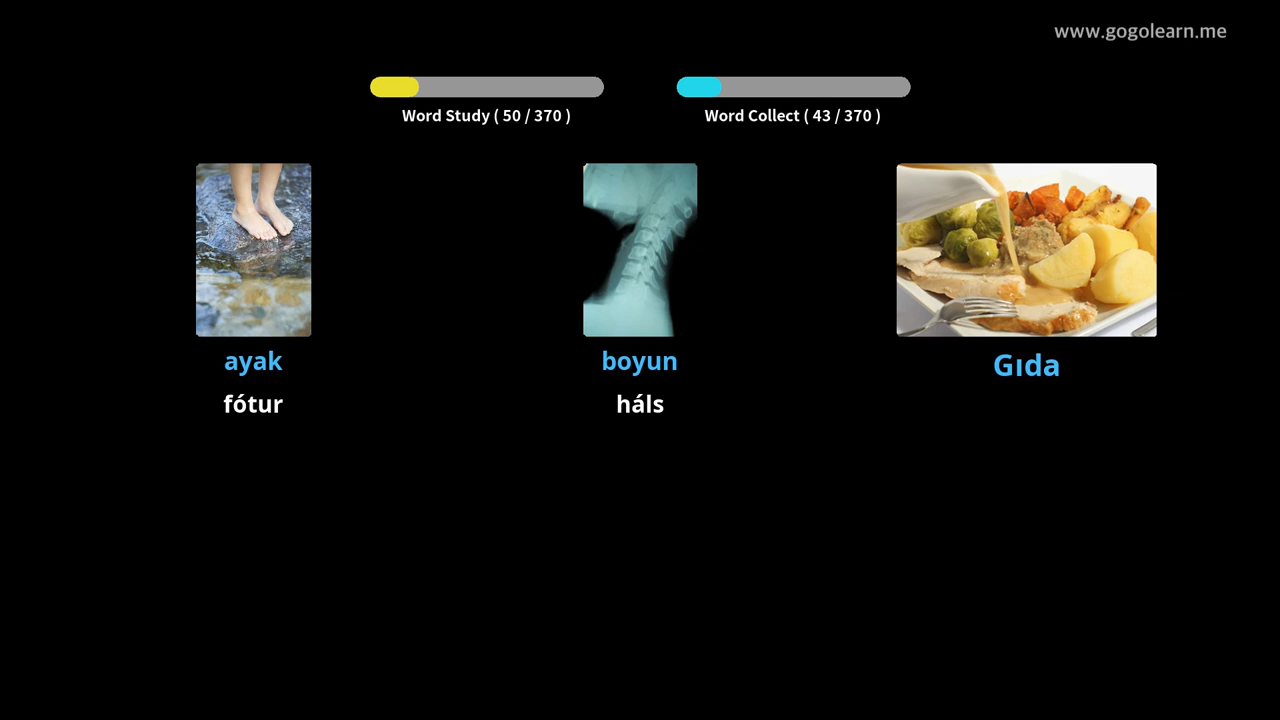 www.gogolearn.me
Word Study ( 50 / 370 )
Word Collect ( 43 / 370 )
ayak
boyun
Gıda
fótur
háls